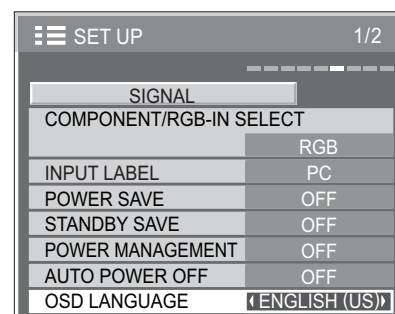 SET UP 1/2
SIGNAL
COMPONENT/RGB-IN SELECT
RGB
INPUT LABEL PC
POWER SAVE OFF
STANDBY SAVE OFF
POWER MANAGEMENT OFF
AUTO POWER OFF OFF
OSD LANGUAGE ENGLISH (US)